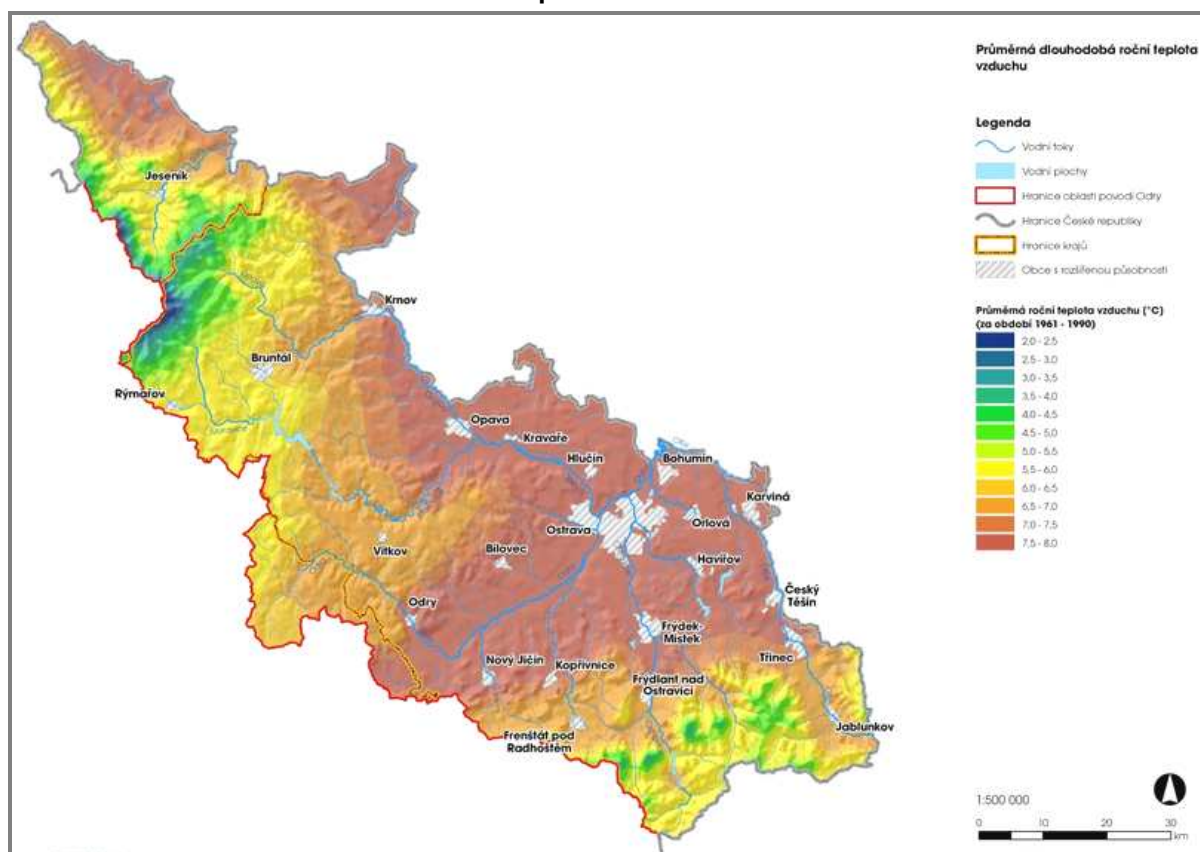 Průměrná dlouhodobá roční teplota
vzduchu
Legenda
Vodní toky
Vodní plochy
Hranice oblasti povodí Odry
Hranice České republiky
Hranice krajů
Obce s rozšířenou působností
Průměrná roční teplota vzduchu (°C)
(za období 1961 - 1990)
2,0 - 2,5
2,5 - 3,0
3,0 - 3,5
3,5 - 4,0
4,0 - 4,5
4,5 - 5,0
5,0 - 5,5
5,5 - 6,0
6,0 - 6,5
6,5 - 7,0
7,0 - 7,5
7,5 - 8,0
Jeseník
Krnov
Bruntál
Rýmařov
Opava
Kravaře
Hlučín
Bohumín
Karviná
Ostrava
Orlová
Vítkov
Bílovec
Havířov
Český
Těšín
Odry
Frýdek-
Místek
Třinec
Nový Jičín
Kopřivnice
Frýdlant nad
Ostravicí
Jablunkov
Frenštát pod
Radhoštěm
1:500 000
0 10 20 30
km